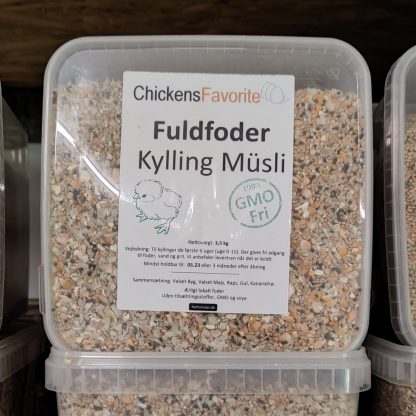 ChickensFavorite
Fuldfoder
Kylling Müsli
100%
GMO
Fri
Nettovægt: 3,5 kg
Vejledning: Til kyllinger de første ti uger (uge 0-10). Der gives fri adgang
til foder, vand og grit. Vi anbefaler levertran når det er koldt
Mindst holdbar til: 05.23 eller 3 måneder efter åbning
Sammensætning: Valset Byg, Valset Majs, Raps, Gul, Kanariefrø.
Ærligt lokalt foder
Uden tilsætningsstoffer, GMO og soya